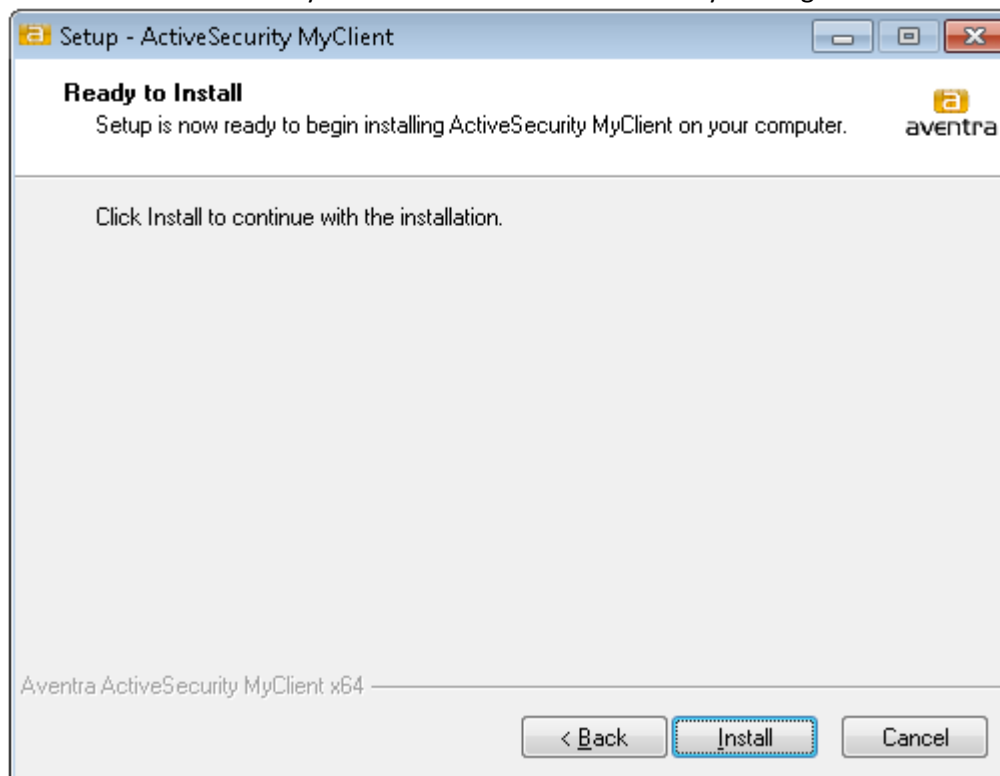 Setup - ActiveSecurity MyClient
Ready to Install
Setup is now ready to begin installing ActiveSecurity MyClient on your computer.
a
aventra
Click Install to continue with the installation.
Aventra ActiveSecurity MyClient x64
< Back
Install
Cancel